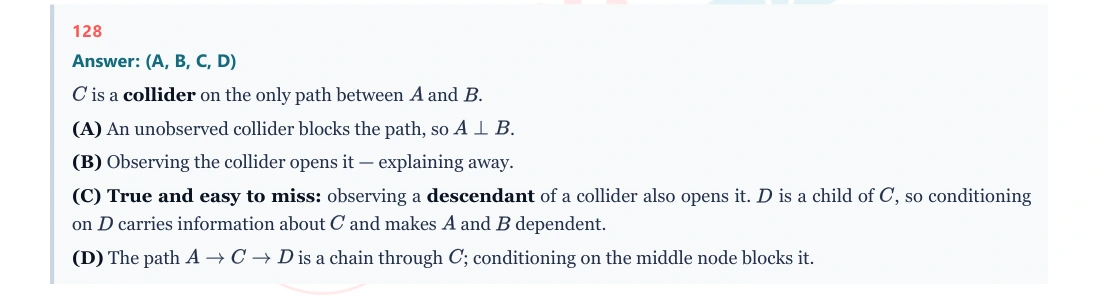 128
Answer: (A, B, C, D)
C is a collider on the only path between A and B.
(A) An unobserved collider blocks the path, so A ⊥ B.
(B) Observing the collider opens it — explaining away.
(C) True and easy to miss: observing a descendant of a collider also opens it. D is a child of C, so conditioning
on D carries information about C and makes A and B dependent.
(D) The path A → C → D is a chain through C; conditioning on the middle node blocks it.